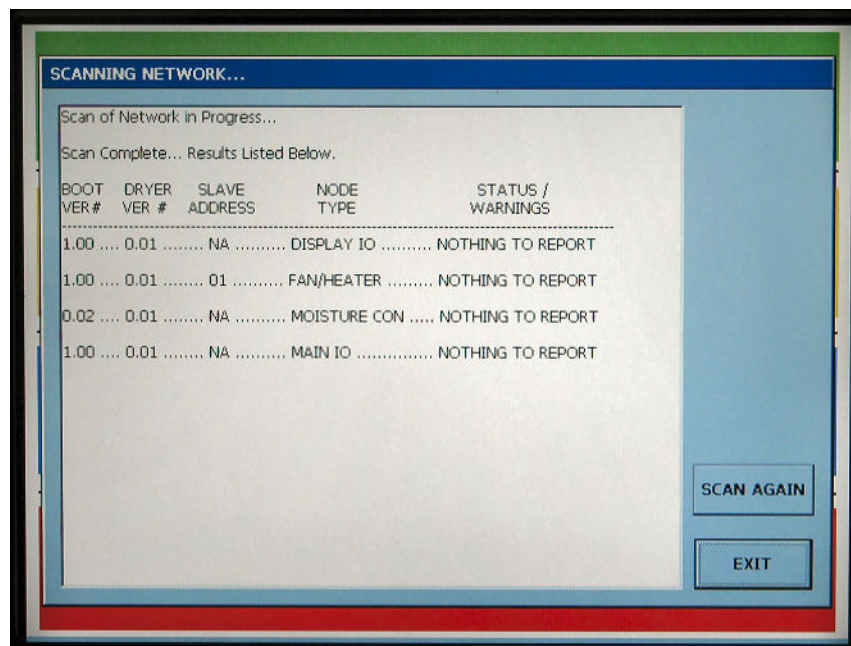 SCANNING NETWORK...
Scan of Network in Progress...
Scan Complete... Results Listed Below.
BOOT DRYER SLAVE NODE STATUS /
VER# VER # ADDRESS TYPE WARNINGS
--------------------------------------------------------------------------------
1.00 .... 0.01 ........ NA .......... DISPLAY IO .......... NOTHING TO REPORT
1.00 .... 0.01 ........ 01 .......... FAN/HEATER ......... NOTHING TO REPORT
0.02 .... 0.01 ........ NA .......... MOISTURE CON ..... NOTHING TO REPORT
1.00 .... 0.01 ........ NA .......... MAIN IO ............... NOTHING TO REPORT
SCAN AGAIN
EXIT